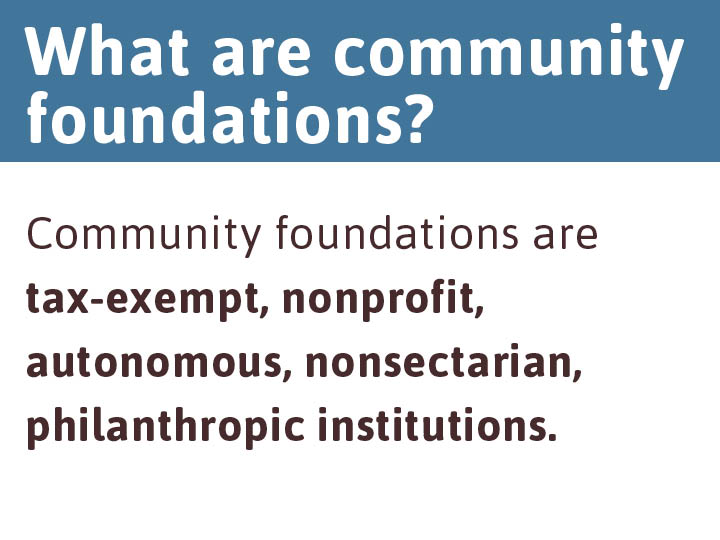 What are community
foundations?
Community foundations are
tax-exempt, nonprofit,
autonomous, nonsectarian,
philanthropic institutions.